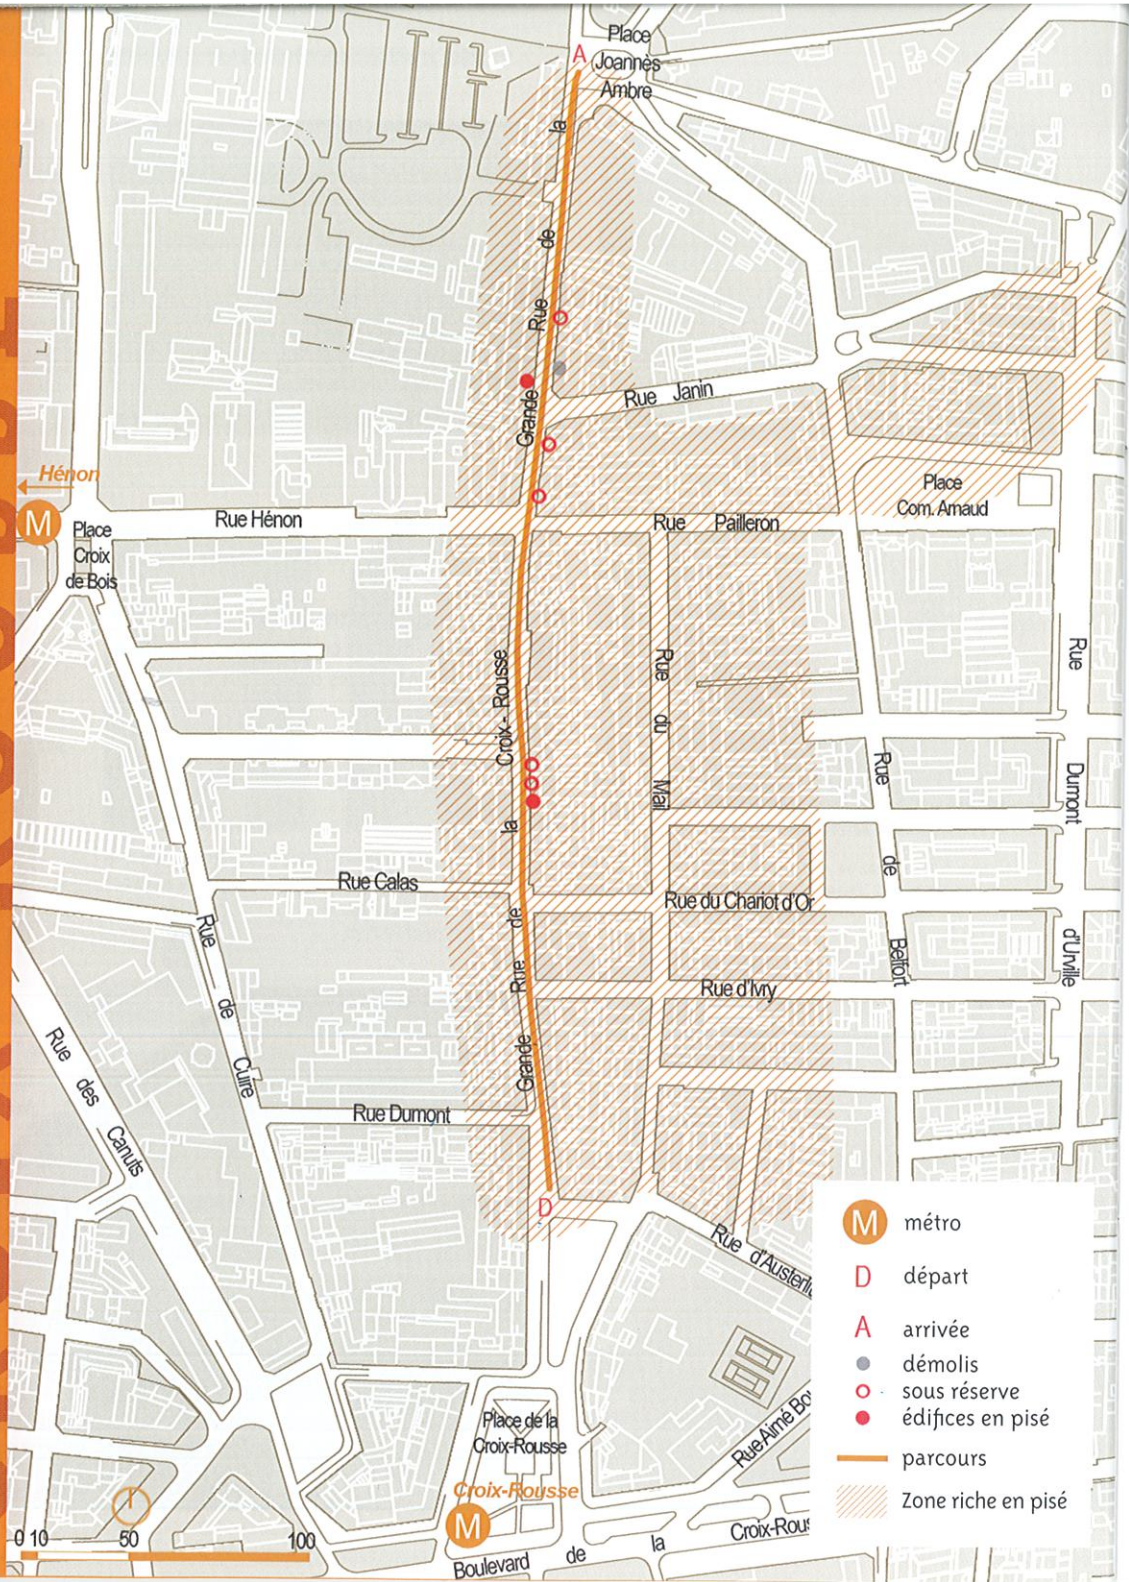 Place
Joannès
Ambre
A
Grande Rue de la
Rue Janin
Hénon
M
Place
Croix
de Bois
Rue Hénon
Rue Pailleron
Place
Com. Arnaud
Croix - Rousse
Rue du Mail
Rue Dumont d'Urville
Rue de Belfort
Rue Calas
Rue du Chariot d'Or
Rue d'Ivry
Grande Rue de la
Rue de Cuire
Rue des Canuts
Rue Dumont
D
Rue d'Austerli
Place de la
Croix-Rousse
Rue Aimé Bo
Croix-Rousse
M
Boulevard de la Croix-Rous
0 10 50 100
M métro
D départ
A arrivée
démolis
sous réserve
édifices en pisé
parcours
Zone riche en pisé